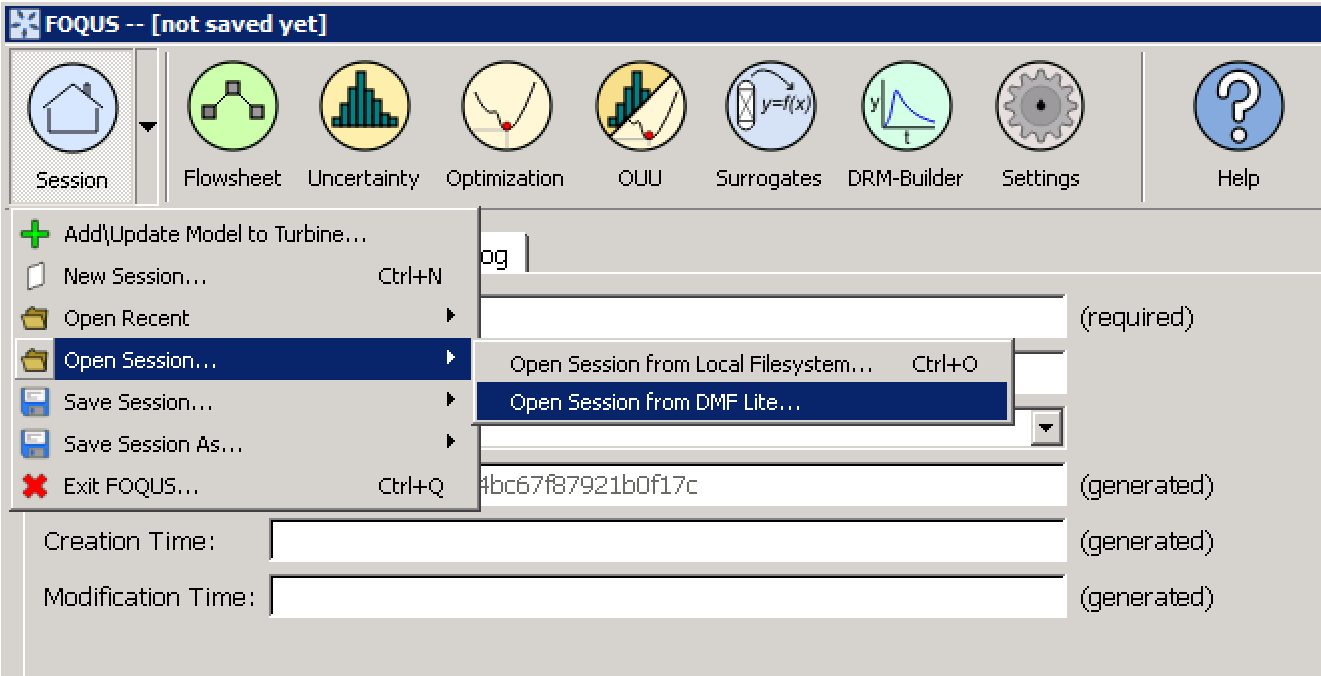 FOQUS -- [not saved yet]
y=f(x)
y
t
Session
Flowsheet
Uncertainty
Optimization
OUU
Surrogates
DRM-Builder
Settings
Help
Add\Update Model to Turbine...
og
New Session... Ctrl+N
Open Recent
(required)
Open Session...
Open Session from Local Filesystem... Ctrl+O
Save Session...
Open Session from DMF Lite...
Save Session As...
Exit FOQUS... Ctrl+Q
4bc67f87921b0f17c
(generated)
Creation Time:
(generated)
Modification Time:
(generated)